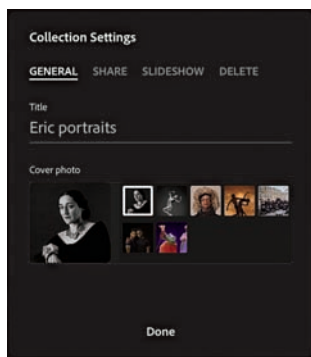 Collection Settings
GENERAL SHARE SLIDESHOW DELETE
Title
Eric portraits
Cover photo
Done